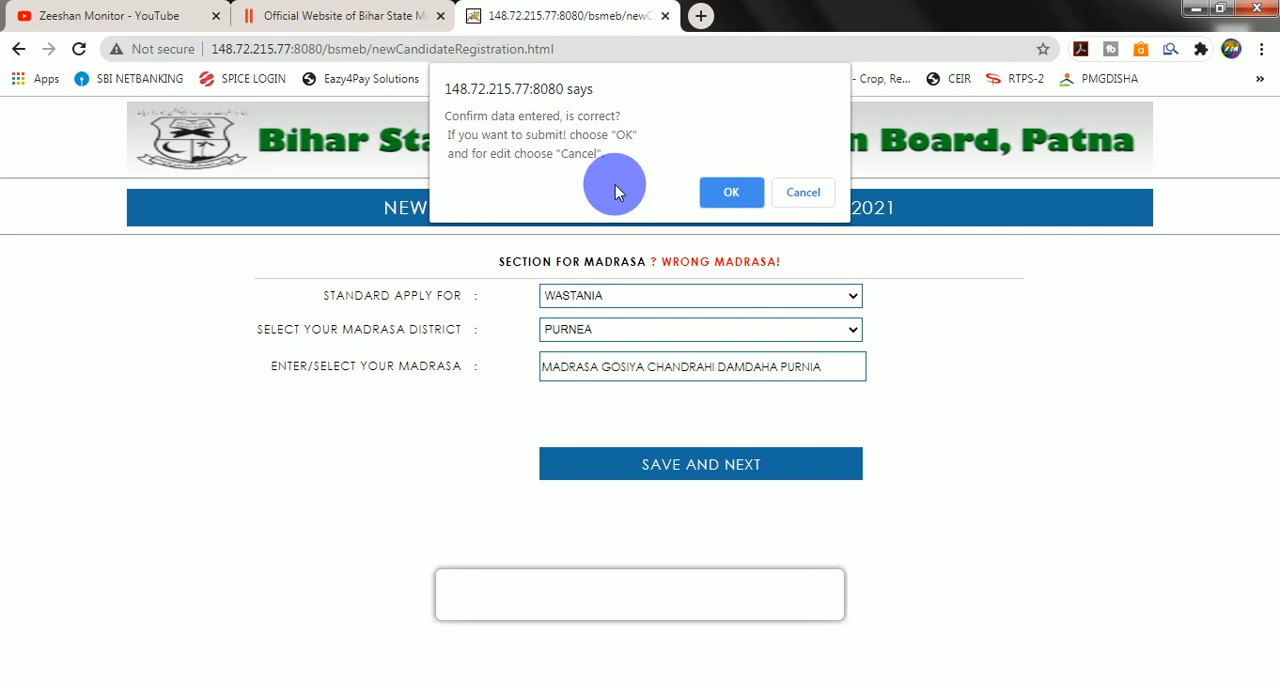 Zeeshan Monitor - YouTube
Official Website of Bihar State M
148.72.215.77:8080/bsmeb/newC
Not secure
148.72.215.77:8080/bsmeb/newCandidateRegistration.html
Apps
SBI NETBANKING
SPICE LOGIN
Eazy4Pay Solutions
- Crop, Re...
CEIR
RTPS-2
PMGDISHA
»
148.72.215.77:8080 says
Confirm data entered, is correct?
If you want to submit! choose "OK"
and for edit choose "Cancel".
OK
Cancel
Bihar Sta
n Board, Patna
NEW
2021
SECTION FOR MADRASA ? WRONG MADRASA!
STANDARD APPLY FOR : WASTANIA
SELECT YOUR MADRASA DISTRICT : PURNEA
ENTER/SELECT YOUR MADRASA : MADRASA GOSIYA CHANDRAHI DAMDAHA PURNIA
SAVE AND NEXT